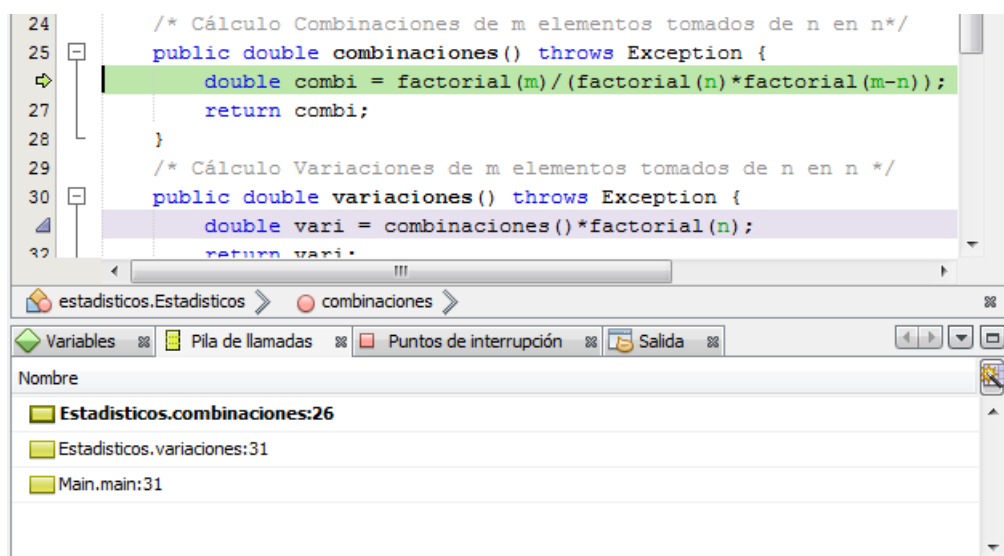 24 /* Cálculo Combinaciones de m elementos tomados de n en n*/
25 public double combinaciones() throws Exception {
double combi = factorial(m)/(factorial(n)*factorial(m-n));
27 return combi;
28 }
29 /* Cálculo Variaciones de m elementos tomados de n en n */
30 public double variaciones() throws Exception {
double vari = combinaciones()*factorial(n);
32 return vari;
estadisticos.Estadisticos combinaciones
Variables Pila de llamadas Puntos de interrupción Salida
Nombre
Estadisticos.combinaciones:26
Estadisticos.variaciones:31
Main.main:31